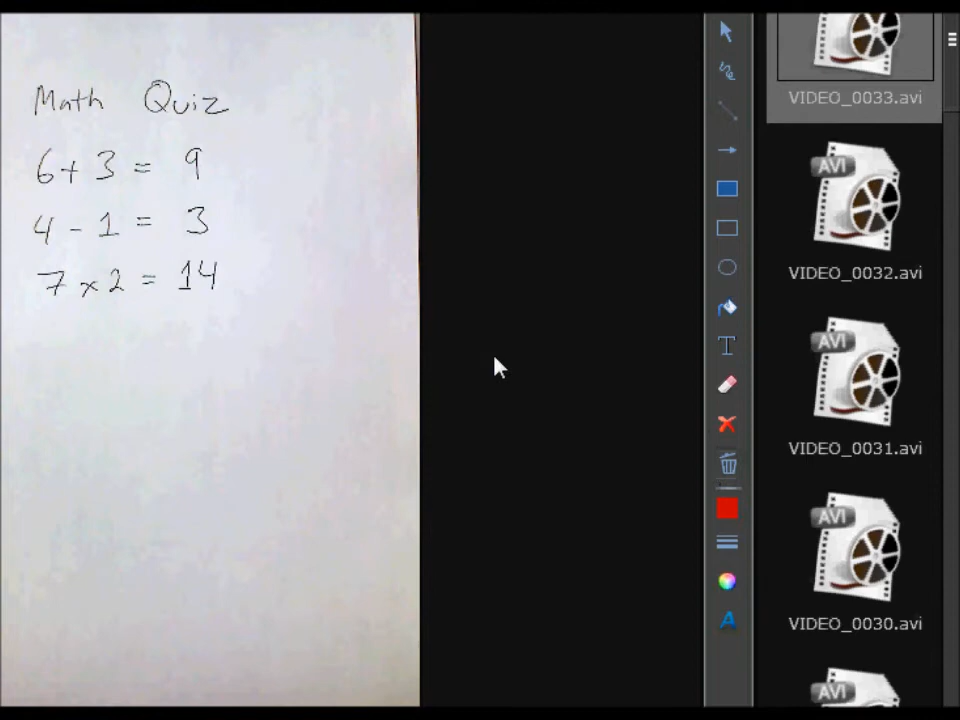 Math Quiz
6 + 3 = 9
4 - 1 = 3
7 x 2 = 14
T
A
VIDEO_0033.avi
AVI
VIDEO_0032.avi
AVI
VIDEO_0031.avi
AVI
VIDEO_0030.avi
AVI